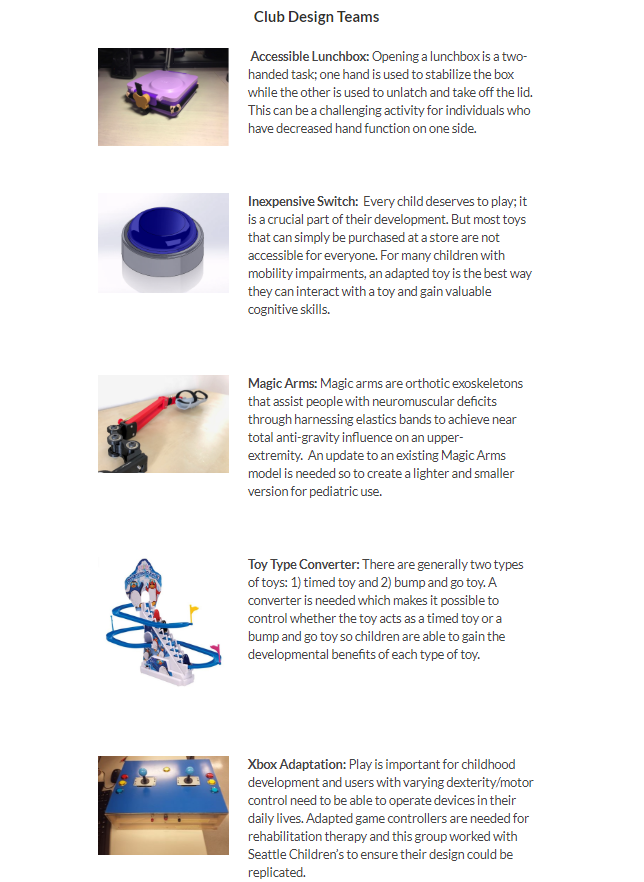 Club Design Teams
Accessible Lunchbox: Opening a lunchbox is a two-
handed task; one hand is used to stabilize the box
while the other is used to unlatch and take off the lid.
This can be a challenging activity for individuals who
have decreased hand function on one side.
Inexpensive Switch:  Every child deserves to play; it
is a crucial part of their development. But most toys
that can simply be purchased at a store are not
accessible for everyone. For many children with
mobility impairments, an adapted toy is the best way
they can interact with a toy and gain valuable
cognitive skills.
Magic Arms: Magic arms are orthotic exoskeletons
that assist people with neuromuscular deficits
through harnessing elastics bands to achieve near
total anti-gravity influence on an upper-
extremity.  An update to an existing Magic Arms
model is needed so to create a lighter and smaller
version for pediatric use.
Toy Type Converter: There are generally two types
of toys: 1) timed toy and 2) bump and go toy. A
converter is needed which makes it possible to
control whether the toy acts as a timed toy or a
bump and go toy so children are able to gain the
developmental benefits of each type of toy.
Xbox Adaptation: Play is important for childhood
development and users with varying dexterity/motor
control need to be able to operate devices in their
daily lives. Adapted game controllers are needed for
rehabilitation therapy and this group worked with
Seattle Children's to ensure their design could be
replicated.